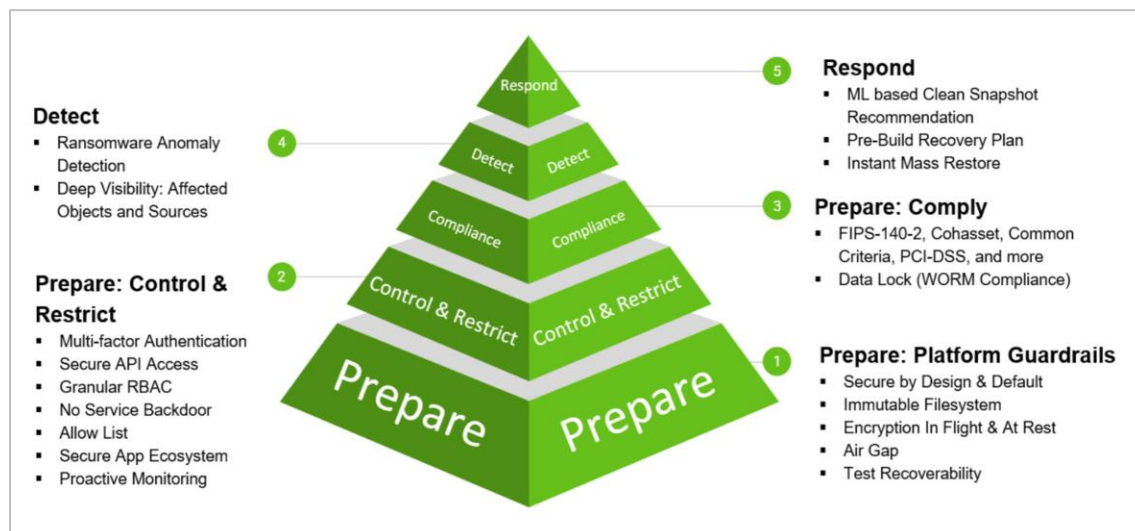 Detect
Ransomware Anomaly
Detection
Deep Visibility: Affected
Objects and Sources
4
Prepare: Control &
Restrict
Multi-factor Authentication
Secure API Access
Granular RBAC
No Service Backdoor
Allow List
Secure App Ecosystem
Proactive Monitoring
2
Respond
Detect
Detect
Compliance
Compliance
Control & Restrict
Control & Restrict
Prepare
Prepare
5
Respond
ML based Clean Snapshot
Recommendation
Pre-Build Recovery Plan
Instant Mass Restore
3
Prepare: Comply
FIPS-140-2, Cohasset, Common
Criteria, PCI-DSS, and more
Data Lock (WORM Compliance)
1
Prepare: Platform Guardrails
Secure by Design & Default
Immutable Filesystem
Encryption In Flight & At Rest
Air Gap
Test Recoverability